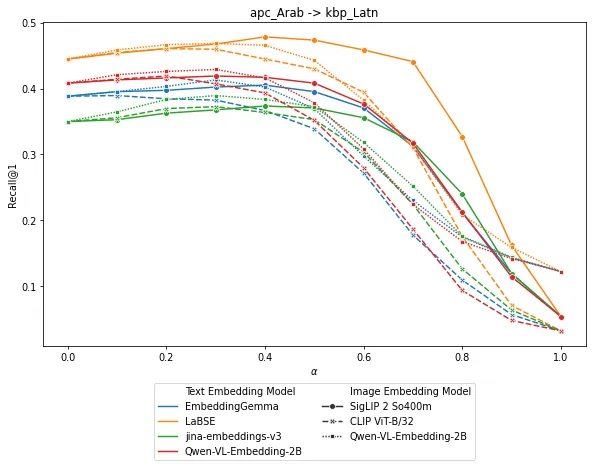 apc_Arab -> kbp_Latn
Recall@1
0.5
0.4
0.3
0.2
0.1
0.0 0.2 0.4 0.6 0.8 1.0
α
Text Embedding Model
EmbeddingGemma
LaBSE
jina-embeddings-v3
Qwen-VL-Embedding-2B
Image Embedding Model
SigLIP 2 So400m
CLIP ViT-B/32
Qwen-VL-Embedding-2B